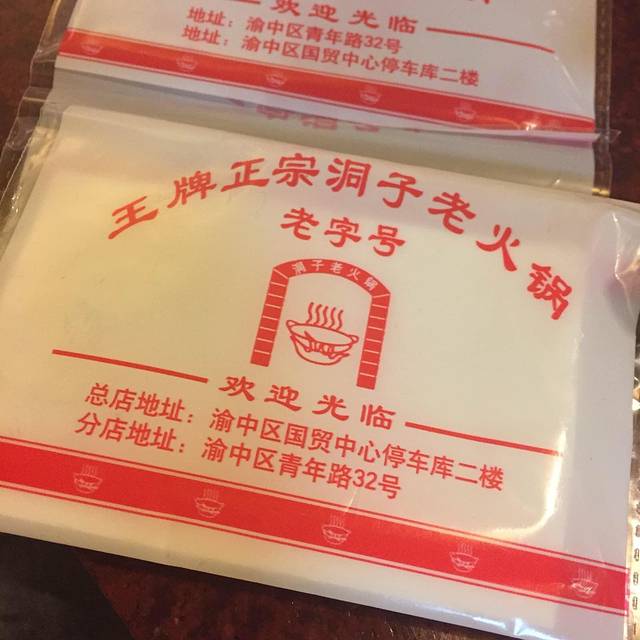 欢迎光临
地址：渝中区青年路32号
地址：渝中区国贸中心停车库二楼
王牌正宗洞子老火锅
老字号
洞子老火锅
欢迎光临
总店地址：渝中区国贸中心停车库二楼
分店地址：渝中区青年路32号